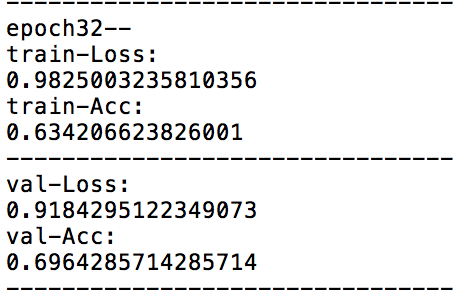 ---------------------------------
epoch32--
train-Loss:
0.9825003235810356
train-Acc:
0.634206623826001
---------------------------------
val-Loss:
0.9184295122349073
val-Acc:
0.6964285714285714
---------------------------------